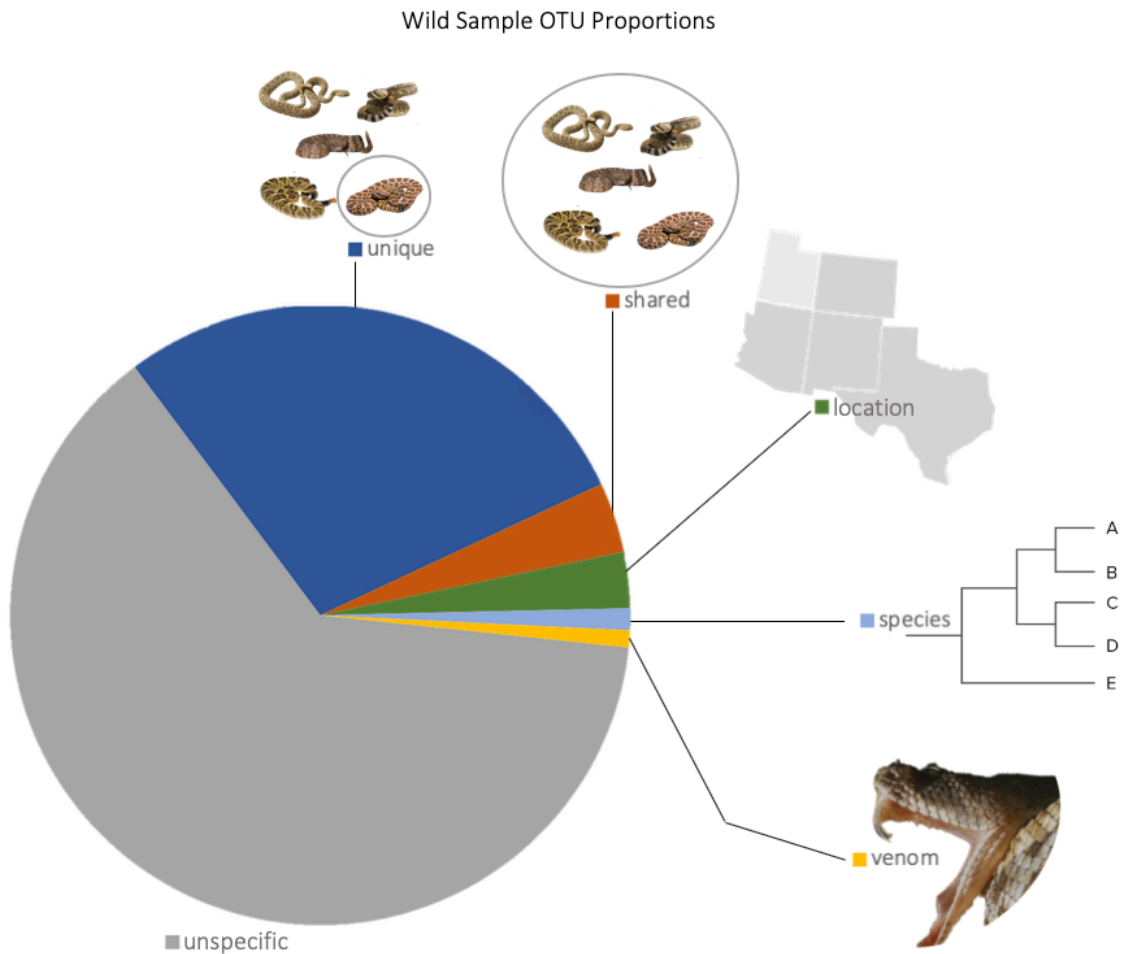 Wild Sample OTU Proportions
unique
shared
location
A
B
C
species
D
E
venom
unspecific